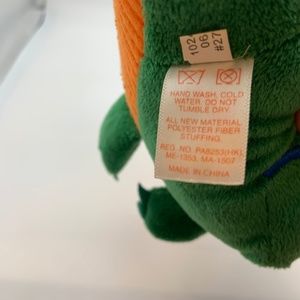 102
06
#27
HAND WASH, COLD
WATER. DO NOT
TUMBLE DRY.
ALL NEW MATERIAL
POLYESTER FIBER
STUFFING.
REG. NO. PA8253(HK),
ME-1353, MA-1507
MADE IN CHINA